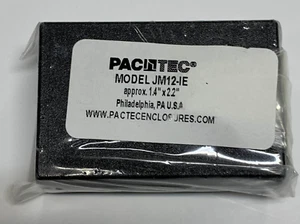 PACTEC®
MODEL JM12-IE
approx. 1.4" x 2.2"
Philadelphia, PA U.S.A
WWW.PACTECENCLOSURES.COM